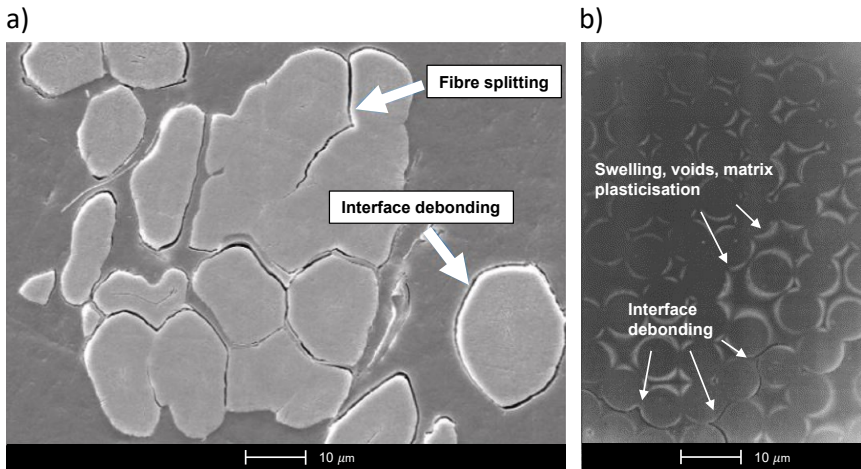 a)
Fibre splitting
Interface debonding
10 μm
b)
Swelling, voids, matrix
plasticisation
Interface
debonding
10 μm